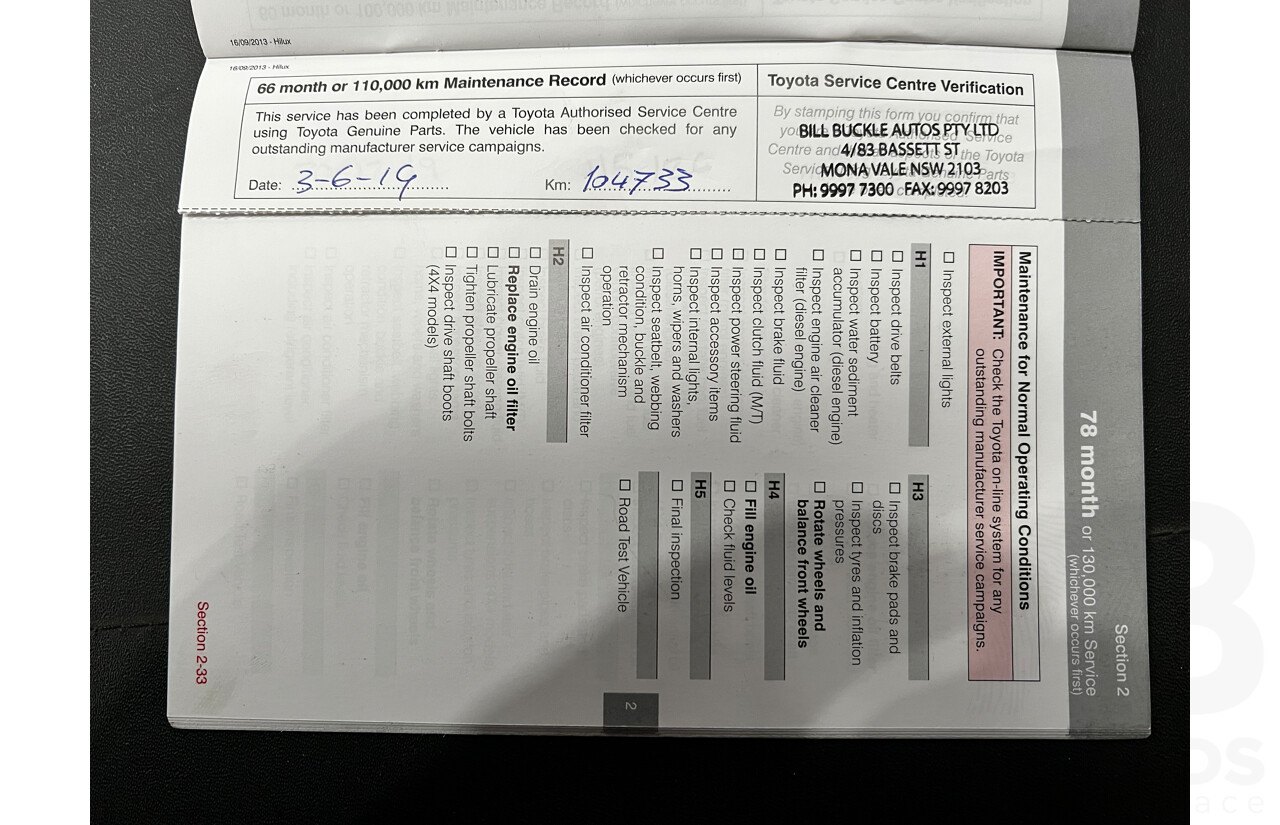 16/09/2013 - Hilux
16/09/2013 - Hilux
66 month or 110,000 km Maintenance Record (whichever occurs first)
This service has been completed by a Toyota Authorised Service Centre
using Toyota Genuine Parts. The vehicle has been checked for any
outstanding manufacturer service campaigns.
Date: 3-6-19 Km: 104733
Toyota Service Centre Verification
By stamping this form you confirm that
BILL BUCKLE AUTOS PTY LTD
4/83 BASSETT ST
MONA VALE NSW 2103
PH: 9997 7300 FAX: 9997 8203
Section 2
78 month or 130,000 km Service
(whichever occurs first)
Maintenance for Normal Operating Conditions
IMPORTANT: Check the Toyota on-line system for any
outstanding manufacturer service campaigns.
☐ Inspect external lights
H1
☐ Inspect drive belts
☐ Inspect battery
☐ Inspect water sediment
accumulator (diesel engine)
☐ Inspect engine air cleaner
filter (diesel engine)
☐ Inspect brake fluid
☐ Inspect clutch fluid (M/T)
☐ Inspect power steering fluid
☐ Inspect accessory items
☐ Inspect internal lights,
horns, wipers and washers
☐ Inspect seatbelt, webbing
condition, buckle and
retractor mechanism
operation
☐ Inspect air conditioner filter
H2
☐ Drain engine oil
☐ Replace engine oil filter
☐ Lubricate propeller shaft
☐ Tighten propeller shaft bolts
☐ Inspect drive shaft boots
(4X4 models)
H3
☐ Inspect brake pads and
discs
☐ Inspect tyres and inflation
pressures
☐ Rotate wheels and
balance front wheels
H4
☐ Fill engine oil
☐ Check fluid levels
H5
☐ Final inspection
☐ Road Test Vehicle
2
Section 2-33